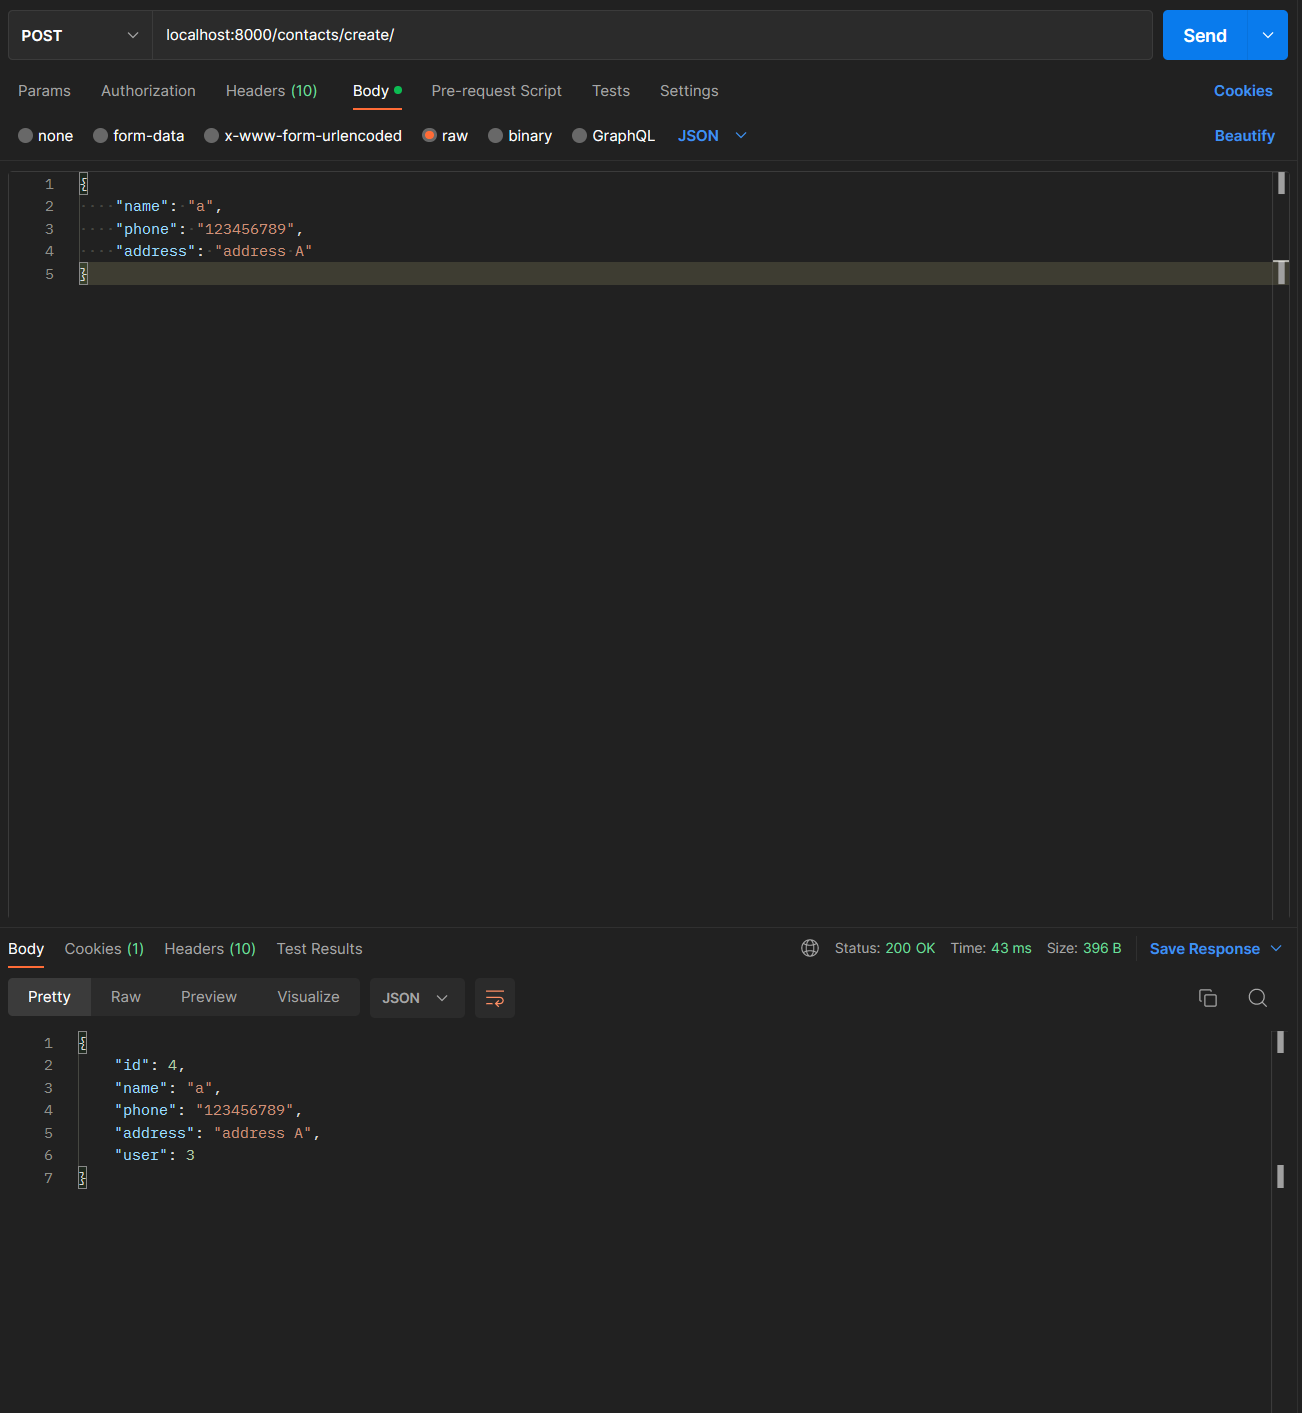 POST localhost:8000/contacts/create/ Send
Params Authorization Headers (10) Body Pre-request Script Tests Settings Cookies
none form-data x-www-form-urlencoded raw binary GraphQL JSON Beautify
1 {
2 "name": "a",
3 "phone": "123456789",
4 "address": "address A"
5 }
Body Cookies (1) Headers (10) Test Results Status: 200 OK Time: 43 ms Size: 396 B Save Response
Pretty Raw Preview Visualize JSON
1 {
2 "id": 4,
3 "name": "a",
4 "phone": "123456789",
5 "address": "address A",
6 "user": 3
7 }